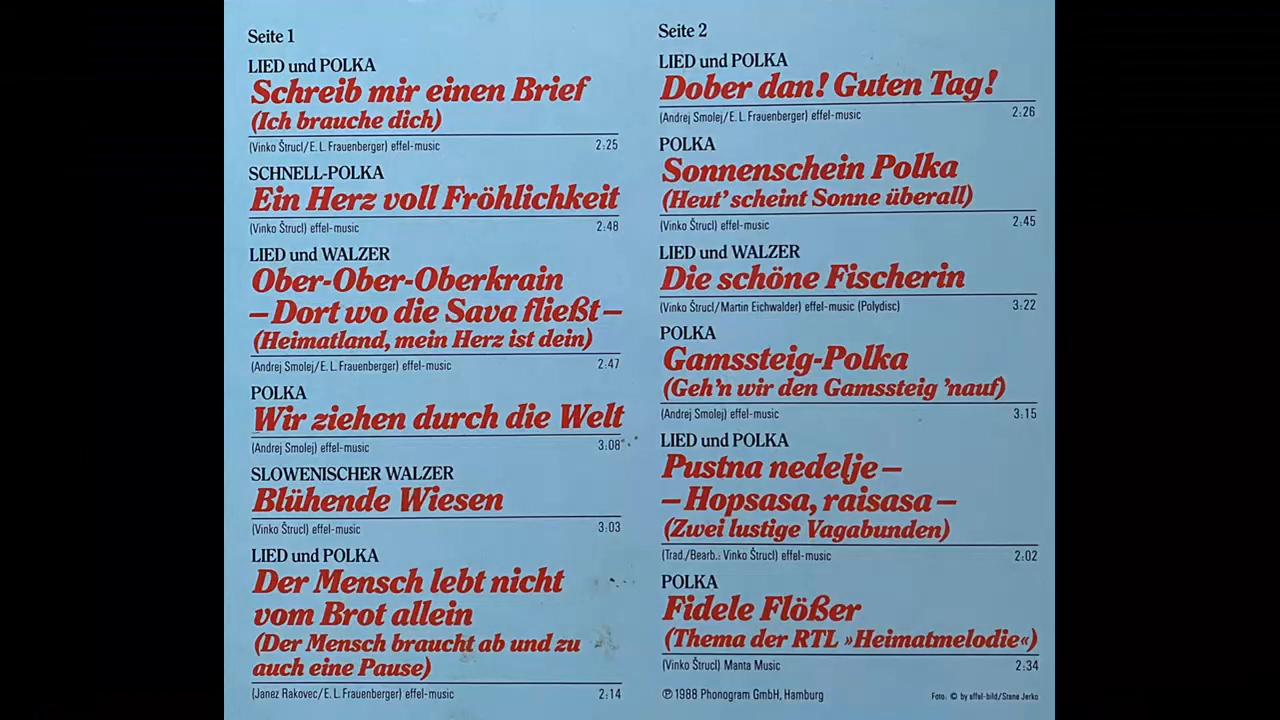 Seite 1
LIED und POLKA
Schreib mir einen Brief
(Ich brauche dich)
(Vinko Štrucl/E. L. Frauenberger) effel-music 2:25
SCHNELL-POLKA
Ein Herz voll Fröhlichkeit
(Vinko Štrucl) effel-music 2:48
LIED und WALZER
Ober-Ober-Oberkrain
–Dort wo die Sava fließt–
(Heimatland, mein Herz ist dein)
(Andrej Smolej/E. L. Frauenberger) effel-music 2:47
POLKA
Wir ziehen durch die Welt
(Andrej Smolej) effel-music 3:08
SLOWENISCHER WALZER
Blühende Wiesen
(Vinko Štrucl) effel-music 3:03
LIED und POLKA
Der Mensch lebt nicht
vom Brot allein
(Der Mensch braucht ab und zu
auch eine Pause)
(Janez Rakovec/E. L. Frauenberger) effel-music 2:14
Seite 2
LIED und POLKA
Dober dan! Guten Tag!
(Andrej Smolej/E. L. Frauenberger) effel-music 2:26
POLKA
Sonnenschein Polka
(Heut' scheint Sonne überall)
(Vinko Štrucl) effel-music 2:45
LIED und WALZER
Die schöne Fischerin
(Vinko Štrucl/Martin Eichwalder) effel-music (Polydisc) 3:22
POLKA
Gamssteig-Polka
(Geh'n wir den Gamssteig 'nauf)
(Andrej Smolej) effel-music 3:15
LIED und POLKA
Pustna nedelje–
–Hopsasa, raisasa–
(Zwei lustige Vagabunden)
(Trad./Bearb.: Vinko Štrucl) effel-music 2:02
POLKA
Fidele Flößer
(Thema der RTL »Heimatmelodie«)
(Vinko Štrucl) Manta Music 2:34
℗ 1988 Phonogram GmbH, Hamburg
Foto: © by effel-bild/Stane Jerko